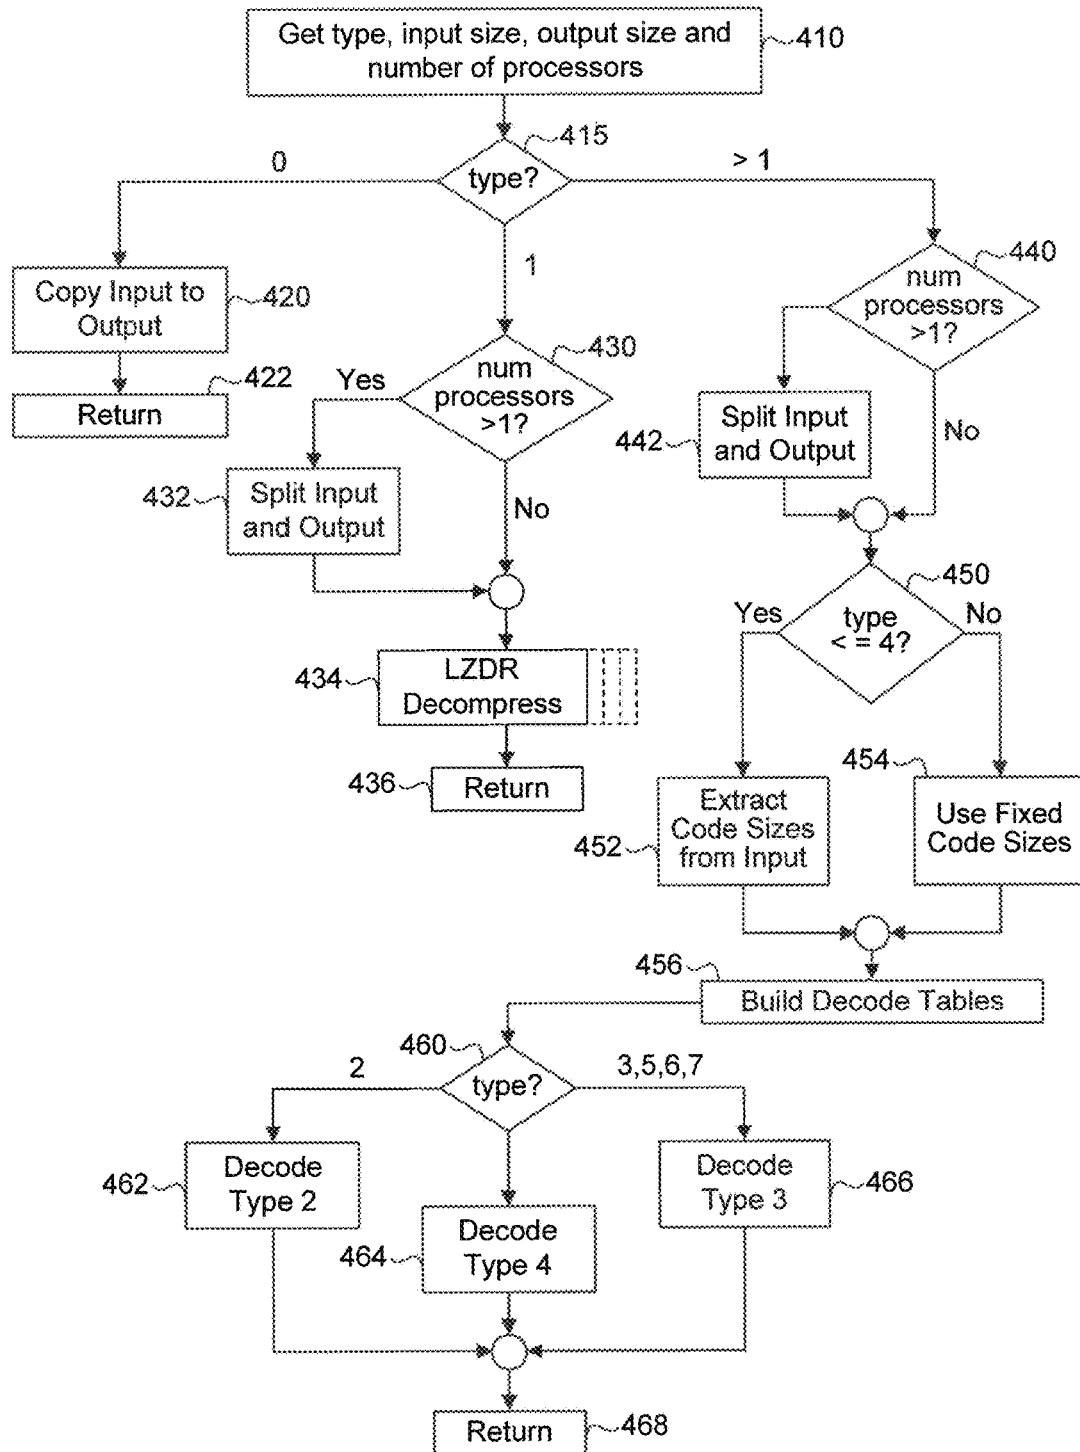 Get type, input size, output size and
number of processors
410
415
type?
0
> 1
1
Copy Input to
Output
420
422
Return
430
num
processors
>1?
Yes
No
432
Split Input
and Output
434
LZDR
Decompress
436
Return
440
num
processors
>1?
No
442
Split Input
and Output
450
type
< = 4?
Yes
No
452
Extract
Code Sizes
from Input
454
Use Fixed
Code Sizes
456
Build Decode Tables
460
type?
2
3,5,6,7
462
Decode
Type 2
464
Decode
Type 4
Decode
Type 3
466
Return
468